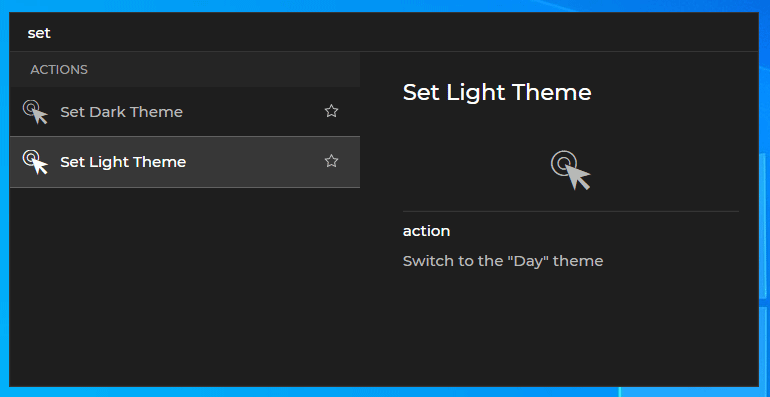 set
ACTIONS
Set Dark Theme
Set Light Theme
Set Light Theme
action
Switch to the "Day" theme